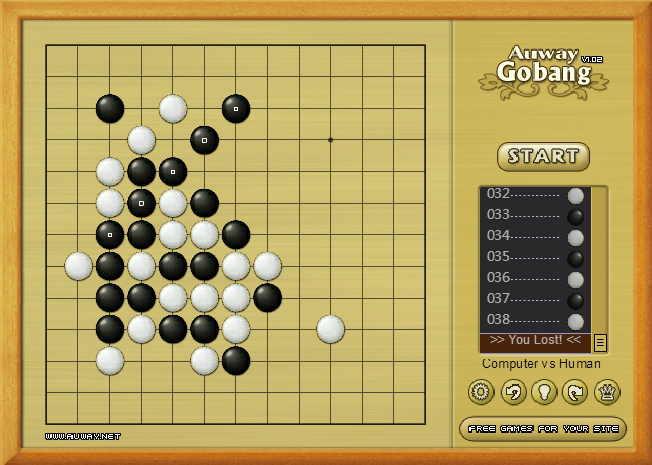 Auway V1.02
Gobang
START
032
033
034
035
036
037
038
>> You Lost! <<
Computer vs Human
FREE GAMES FOR YOUR SITE
WWW.AUWAY.NET